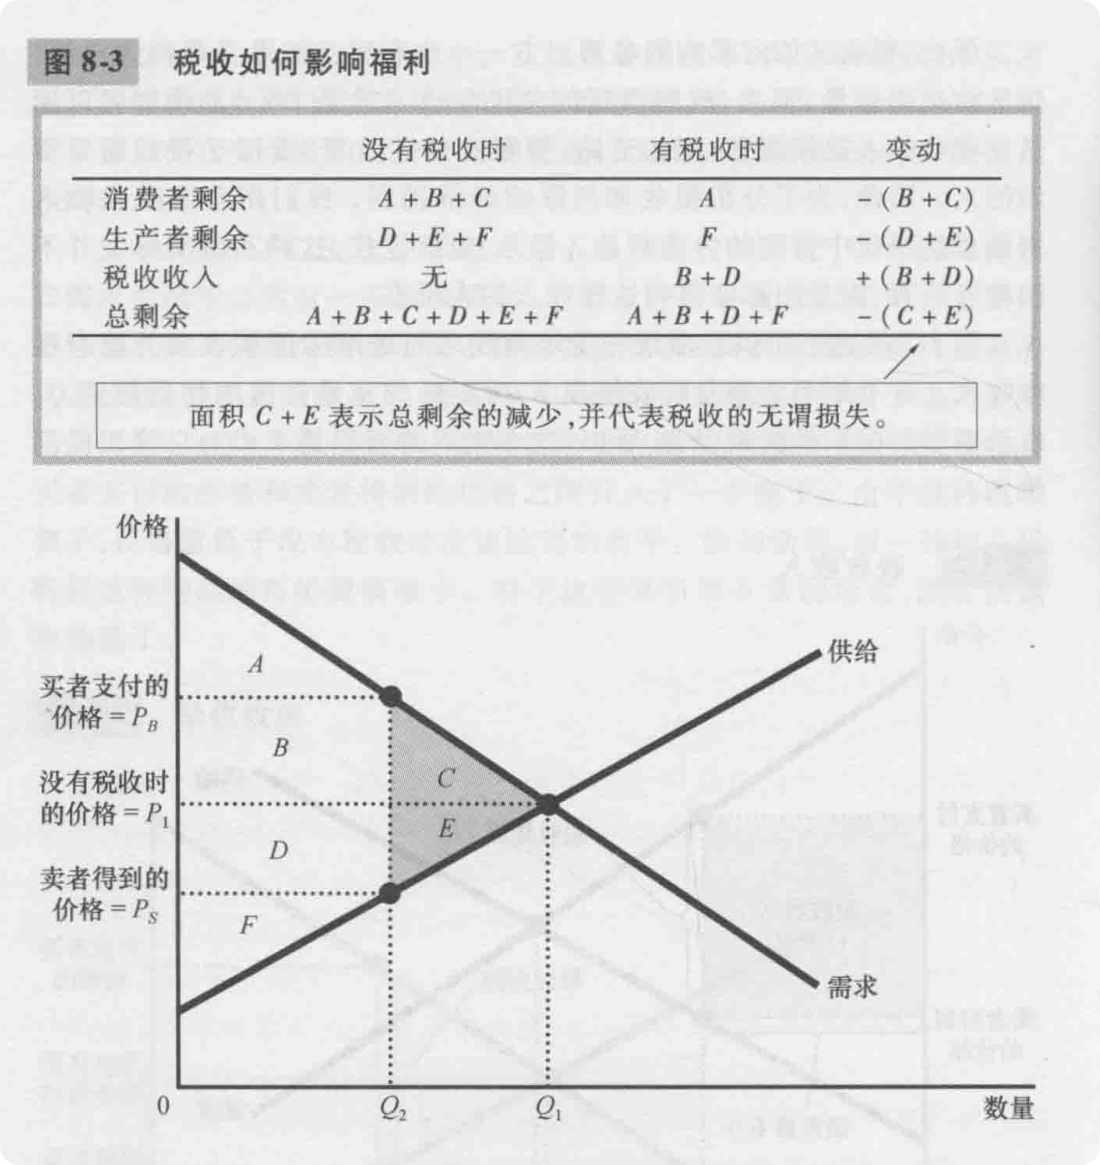 图 8-3 税收如何影响福利
没有税收时 有税收时 变动
消费者剩余 A+B+C A -(B+C)
生产者剩余 D+E+F F -(D+E)
税收收入 无 B+D +(B+D)
总剩余 A+B+C+D+E+F A+B+D+F -(C+E)
面积 C+E 表示总剩余的减少,并代表税收的无谓损失。
价格
供给
A
买者支付的
价格=P_B
B
C
没有税收时
的价格=P_1
E
D
卖者得到的
价格=P_S
F
需求
0 Q_2 Q_1 数量